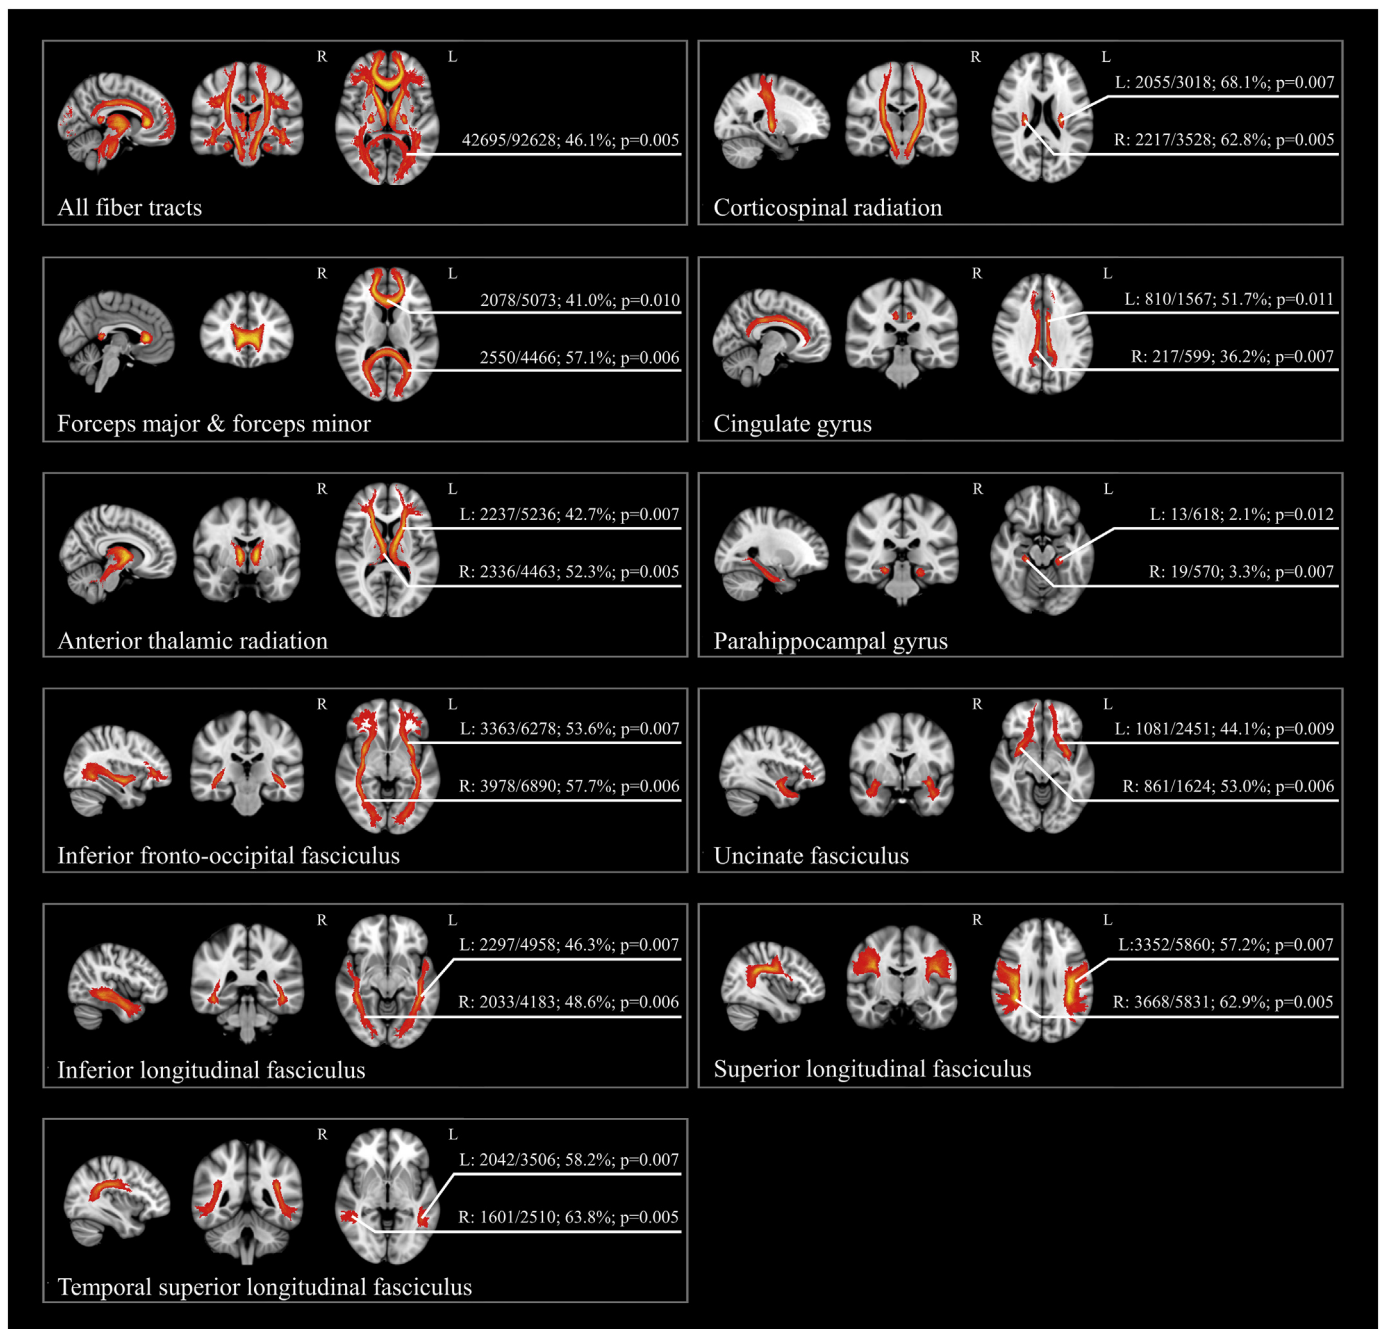 R L
42695/92628; 46.1%; p=0.005
All fiber tracts
R L
L: 2055/3018; 68.1%; p=0.007
R: 2217/3528; 62.8%; p=0.005
Corticospinal radiation
R L
2078/5073; 41.0%; p=0.010
2550/4466; 57.1%; p=0.006
Forceps major & forceps minor
R L
L: 810/1567; 51.7%; p=0.011
R: 217/599; 36.2%; p=0.007
Cingulate gyrus
R L
L: 2237/5236; 42.7%; p=0.007
R: 2336/4463; 52.3%; p=0.005
Anterior thalamic radiation
R L
L: 13/618; 2.1%; p=0.012
R: 19/570; 3.3%; p=0.007
Parahippocampal gyrus
R L
L: 3363/6278; 53.6%; p=0.007
R: 3978/6890; 57.7%; p=0.006
Inferior fronto-occipital fasciculus
R L
L: 1081/2451; 44.1%; p=0.009
R: 861/1624; 53.0%; p=0.006
Uncinate fasciculus
R L
L: 2297/4958; 46.3%; p=0.007
R: 2033/4183; 48.6%; p=0.006
Inferior longitudinal fasciculus
R L
L:3352/5860; 57.2%; p=0.007
R: 3668/5831; 62.9%; p=0.005
Superior longitudinal fasciculus
R L
L: 2042/3506; 58.2%; p=0.007
R: 1601/2510; 63.8%; p=0.005
Temporal superior longitudinal fasciculus